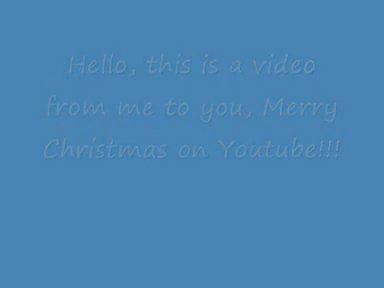 Hello, this is a video
from me to you, Merry
Christmas on Youtube!!!